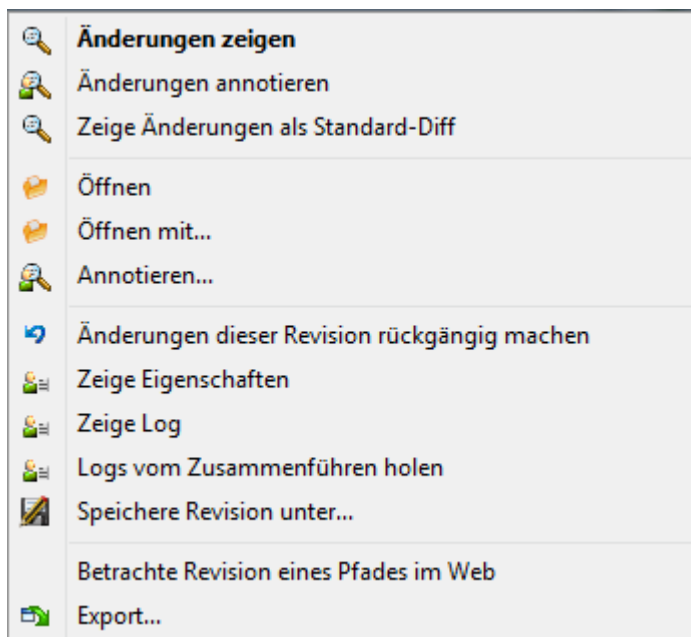 Änderungen zeigen
Änderungen annotieren
Zeige Änderungen als Standard-Diff
Öffnen
Öffnen mit...
Annotieren...
Änderungen dieser Revision rückgängig machen
Zeige Eigenschaften
Zeige Log
Logs vom Zusammenführen holen
Speichere Revision unter...
Betrachte Revision eines Pfades im Web
Export...